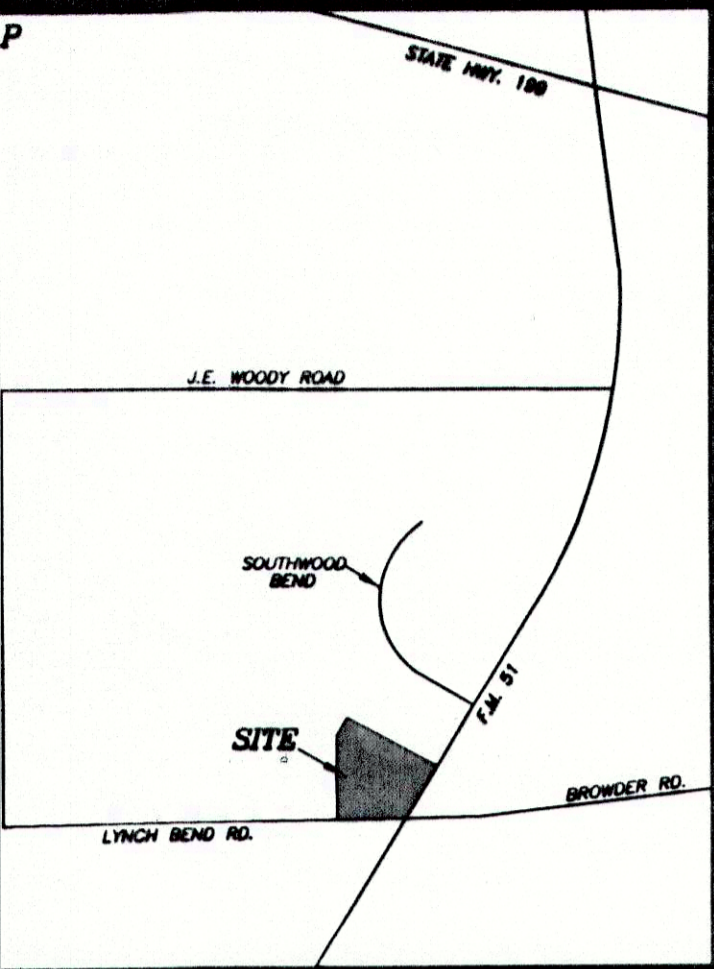 P
STATE HWY. 199
J.E. WOODY ROAD
SOUTHWOOD
BEND
F.M. 51
SITE
BROWDER RD.
LYNCH BEND RD.